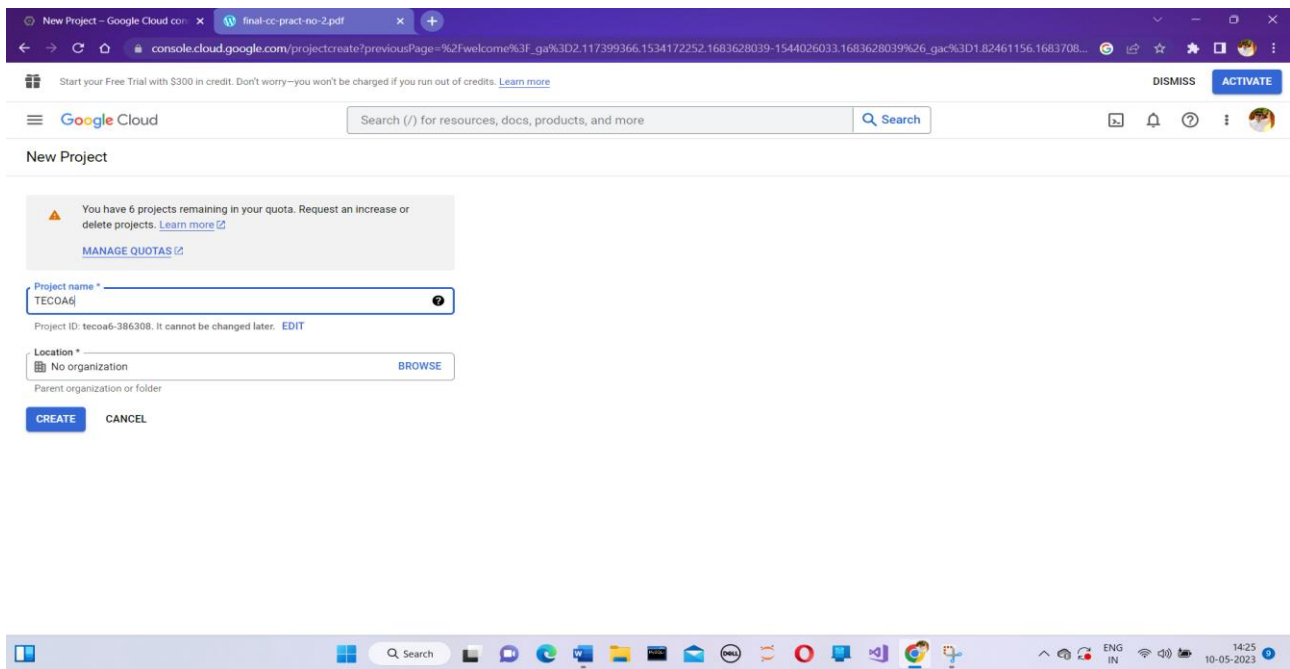 New Project – Google Cloud con
final-cc-pract-no-2.pdf
console.cloud.google.com/projectcreate?previousPage=%2Fwelcome%3F_ga%3D2.117399366.1534172252.1683628039-1544026033.1683628039%26_gac%3D1.82461156.1683708...
Start your Free Trial with $300 in credit. Don't worry—you won't be charged if you run out of credits. Learn more
DISMISS
ACTIVATE
Google Cloud
Search (/) for resources, docs, products, and more
Search
New Project
You have 6 projects remaining in your quota. Request an increase or
delete projects. Learn more
MANAGE QUOTAS
Project name *
TECOA6
Project ID: tecoa6-386308. It cannot be changed later. EDIT
Location *
No organization
BROWSE
Parent organization or folder
CREATE
CANCEL
Search
ENG
IN
14:25
10-05-2023
9